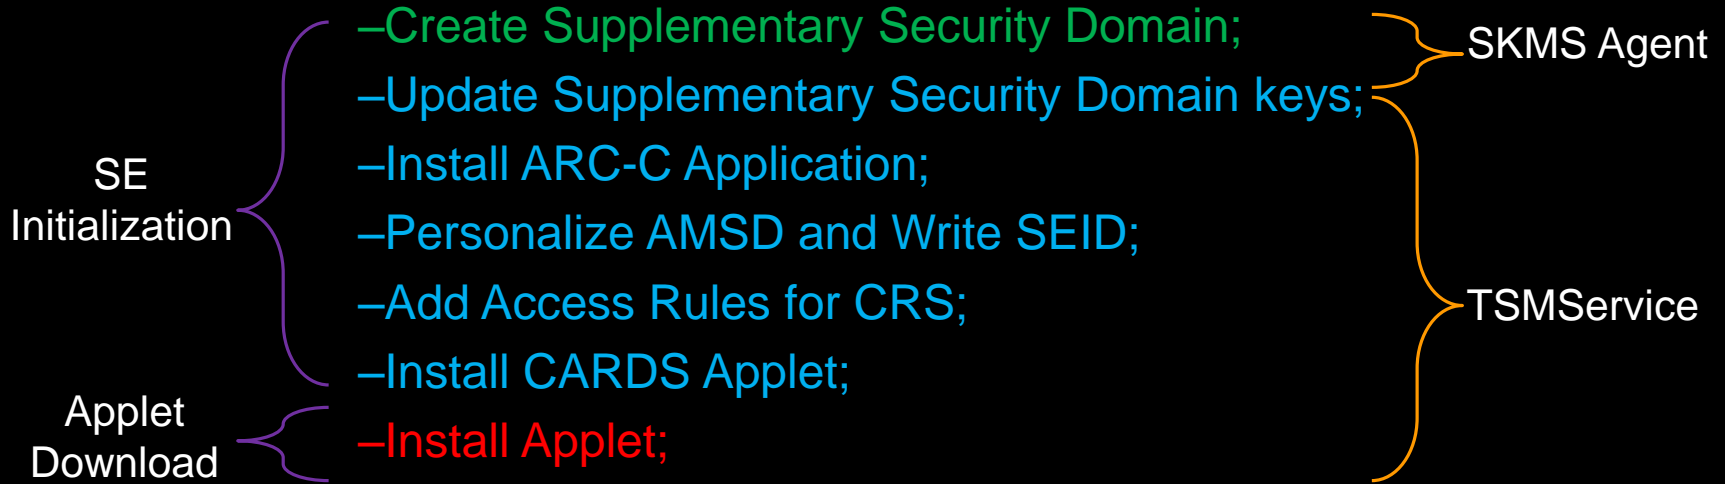 –Create Supplementary Security Domain;
SKMS Agent
–Update Supplementary Security Domain keys;
–Install ARC-C Application;
SE
Initialization
–Personalize AMSD and Write SEID;
–Add Access Rules for CRS;
TSMService
–Install CARDS Applet;
Applet
Download
–Install Applet;